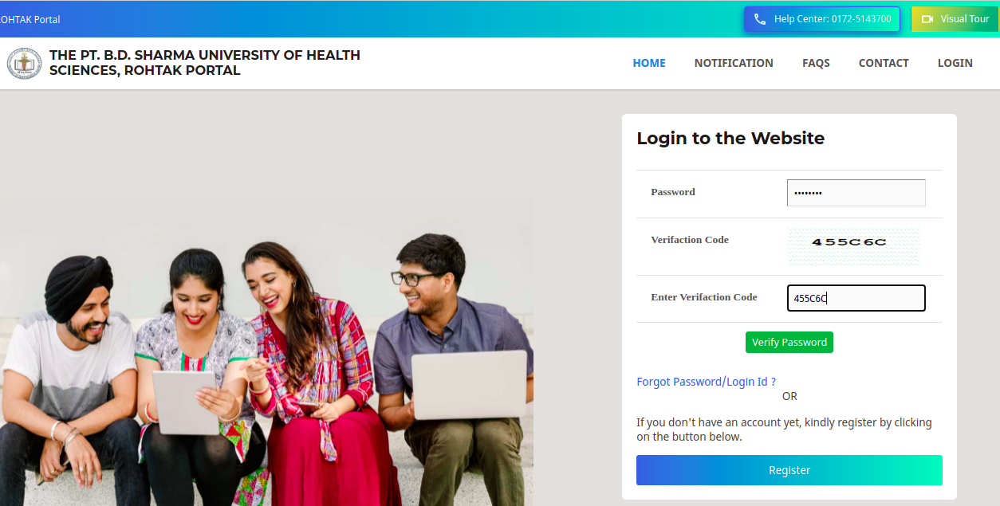 OHTAK Portal
Help Center: 0172-5143700
Visual Tour
THE PT. B.D. SHARMA UNIVERSITY OF HEALTH
SCIENCES, ROHTAK PORTAL
HOME
NOTIFICATION
FAQS
CONTACT
LOGIN
Login to the Website
Password
••••••••
Verifaction Code
455C6C
Enter Verifaction Code
455C6C
Verify Password
Forgot Password/Login Id ?
OR
If you don't have an account yet, kindly register by clicking
on the button below.
Register